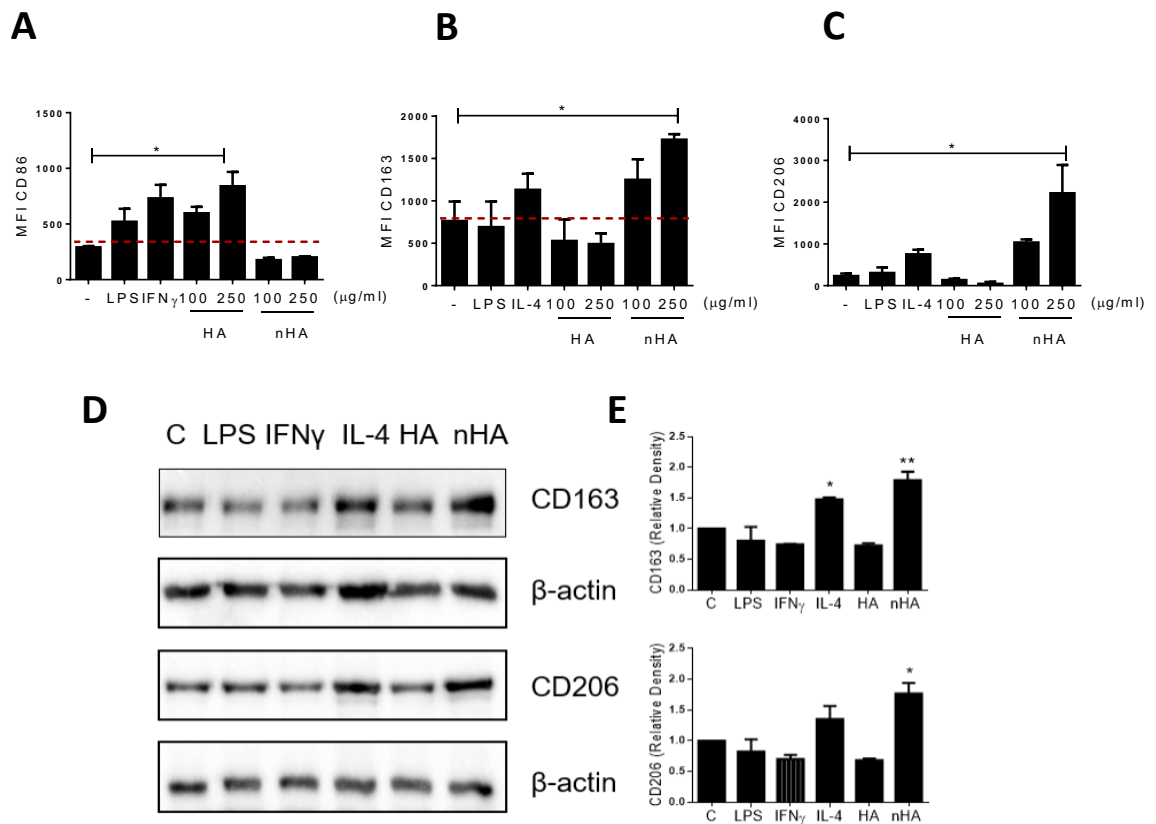 A
B
C
MFI CD86
1500
1000
500
0
*
- LPS IFNγ 100 250 100 250 (μg/ml)
HA nHA
MFI CD163
2000
1500
1000
500
0
*
- LPS IL-4 100 250 100 250 (μg/ml)
HA nHA
MFI CD206
4000
3000
2000
1000
0
*
- LPS IL-4 100 250 100 250 (μg/ml)
HA nHA
D
C LPS IFNγ IL-4 HA nHA
CD163
β-actin
CD206
β-actin
E
CD163 (Relative Density)
2.5
2.0
1.5
1.0
0.5
0.0
* **
C LPS IFNγ IL-4 HA nHA
CD206 (Relative Density)
2.5
2.0
1.5
1.0
0.5
0.0
*
C LPS IFNγ IL-4 HA nHA